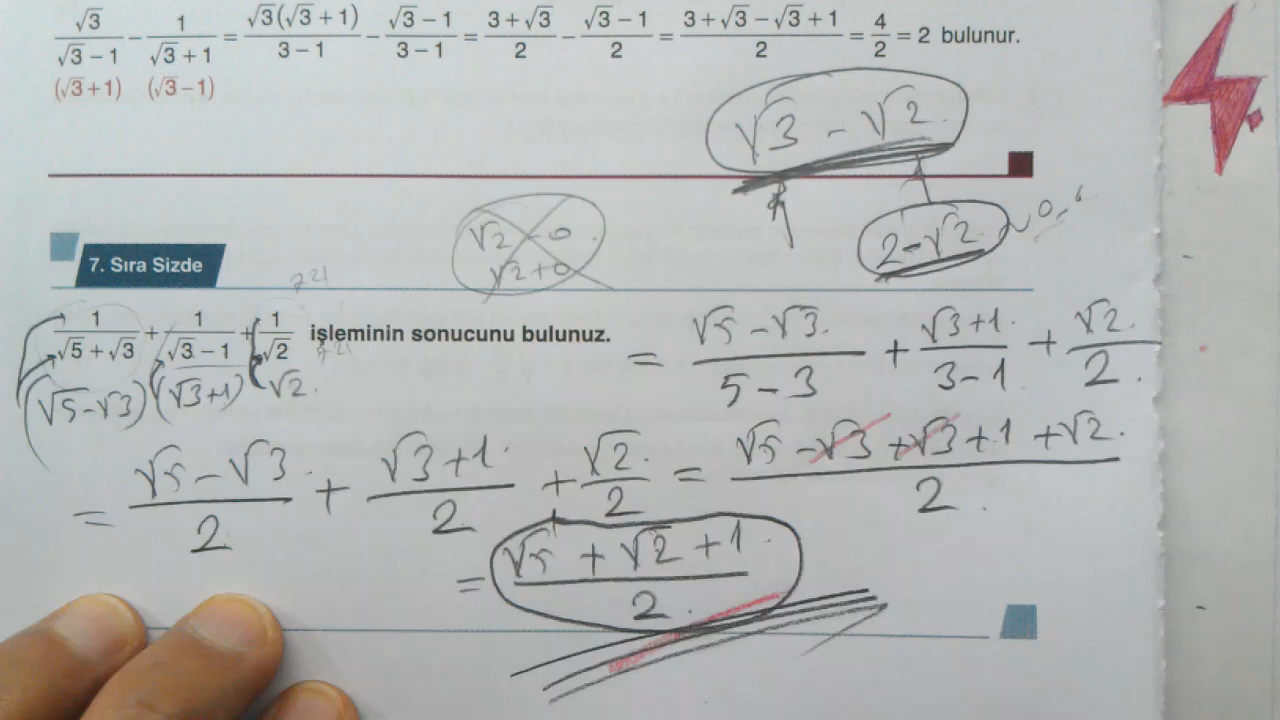 √3/(√3 − 1) − 1/(√3 + 1) = √3(√3 + 1)/(3 − 1) − (√3 − 1)/(3 − 1) = (3 + √3)/2 − (√3 − 1)/2 = (3 + √3 − √3 + 1)/2 = 4/2 = 2 bulunur.
(√3+1) (√3−1)
√3 − √2
√2 − 0
√2 + 0
2 − √2
7. Sıra Sizde
1/(√5 + √3) + 1/(√3 − 1) + 1/√2 işleminin sonucunu bulunuz.
(√5−√3) (√3+1) √2
= (√5 − √3)/(5 − 3) + (√3+1)/(3−1) + √2/2
= (√5 − √3)/2 + (√3+1)/2 + √2/2 = (√5 − √3 + √3 + 1 + √2)/2
= (√5 + √2 + 1)/2